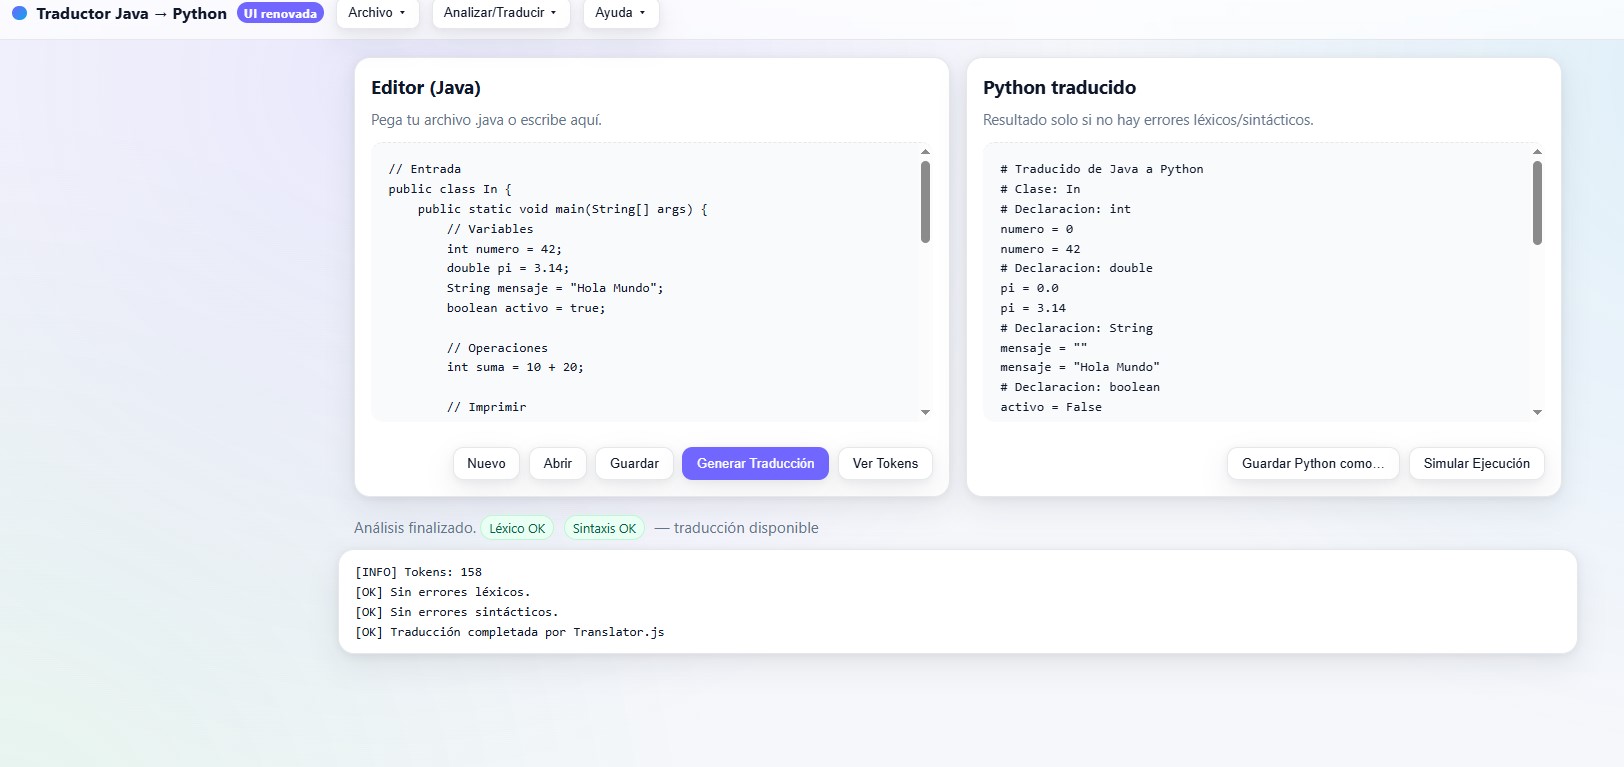 Traductor Java → Python UI renovada Archivo ▾ Analizar/Traducir ▾ Ayuda ▾
Editor (Java)
Pega tu archivo .java o escribe aquí.
// Entrada
public class In {
    public static void main(String[] args) {
        // Variables
        int numero = 42;
        double pi = 3.14;
        String mensaje = "Hola Mundo";
        boolean activo = true;
        // Operaciones
        int suma = 10 + 20;
        // Imprimir
Nuevo Abrir Guardar Generar Traducción Ver Tokens
Python traducido
Resultado solo si no hay errores léxicos/sintácticos.
# Traducido de Java a Python
# Clase: In
# Declaracion: int
numero = 0
numero = 42
# Declaracion: double
pi = 0.0
pi = 3.14
# Declaracion: String
mensaje = ""
mensaje = "Hola Mundo"
# Declaracion: boolean
activo = False
Guardar Python como... Simular Ejecución
Análisis finalizado. Léxico OK Sintaxis OK — traducción disponible
[INFO] Tokens: 158
[OK] Sin errores léxicos.
[OK] Sin errores sintácticos.
[OK] Traducción completada por Translator.js